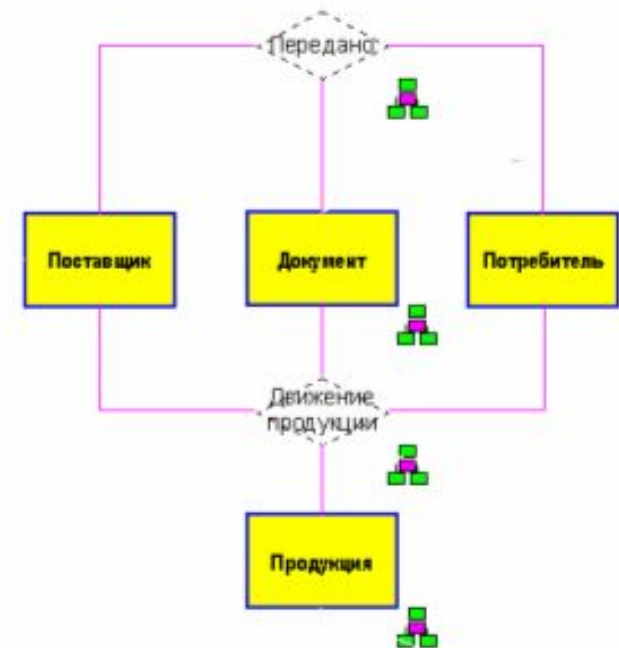 Передано
Поставщик
Документ
Потребитель
Движение
продукции
Продукция